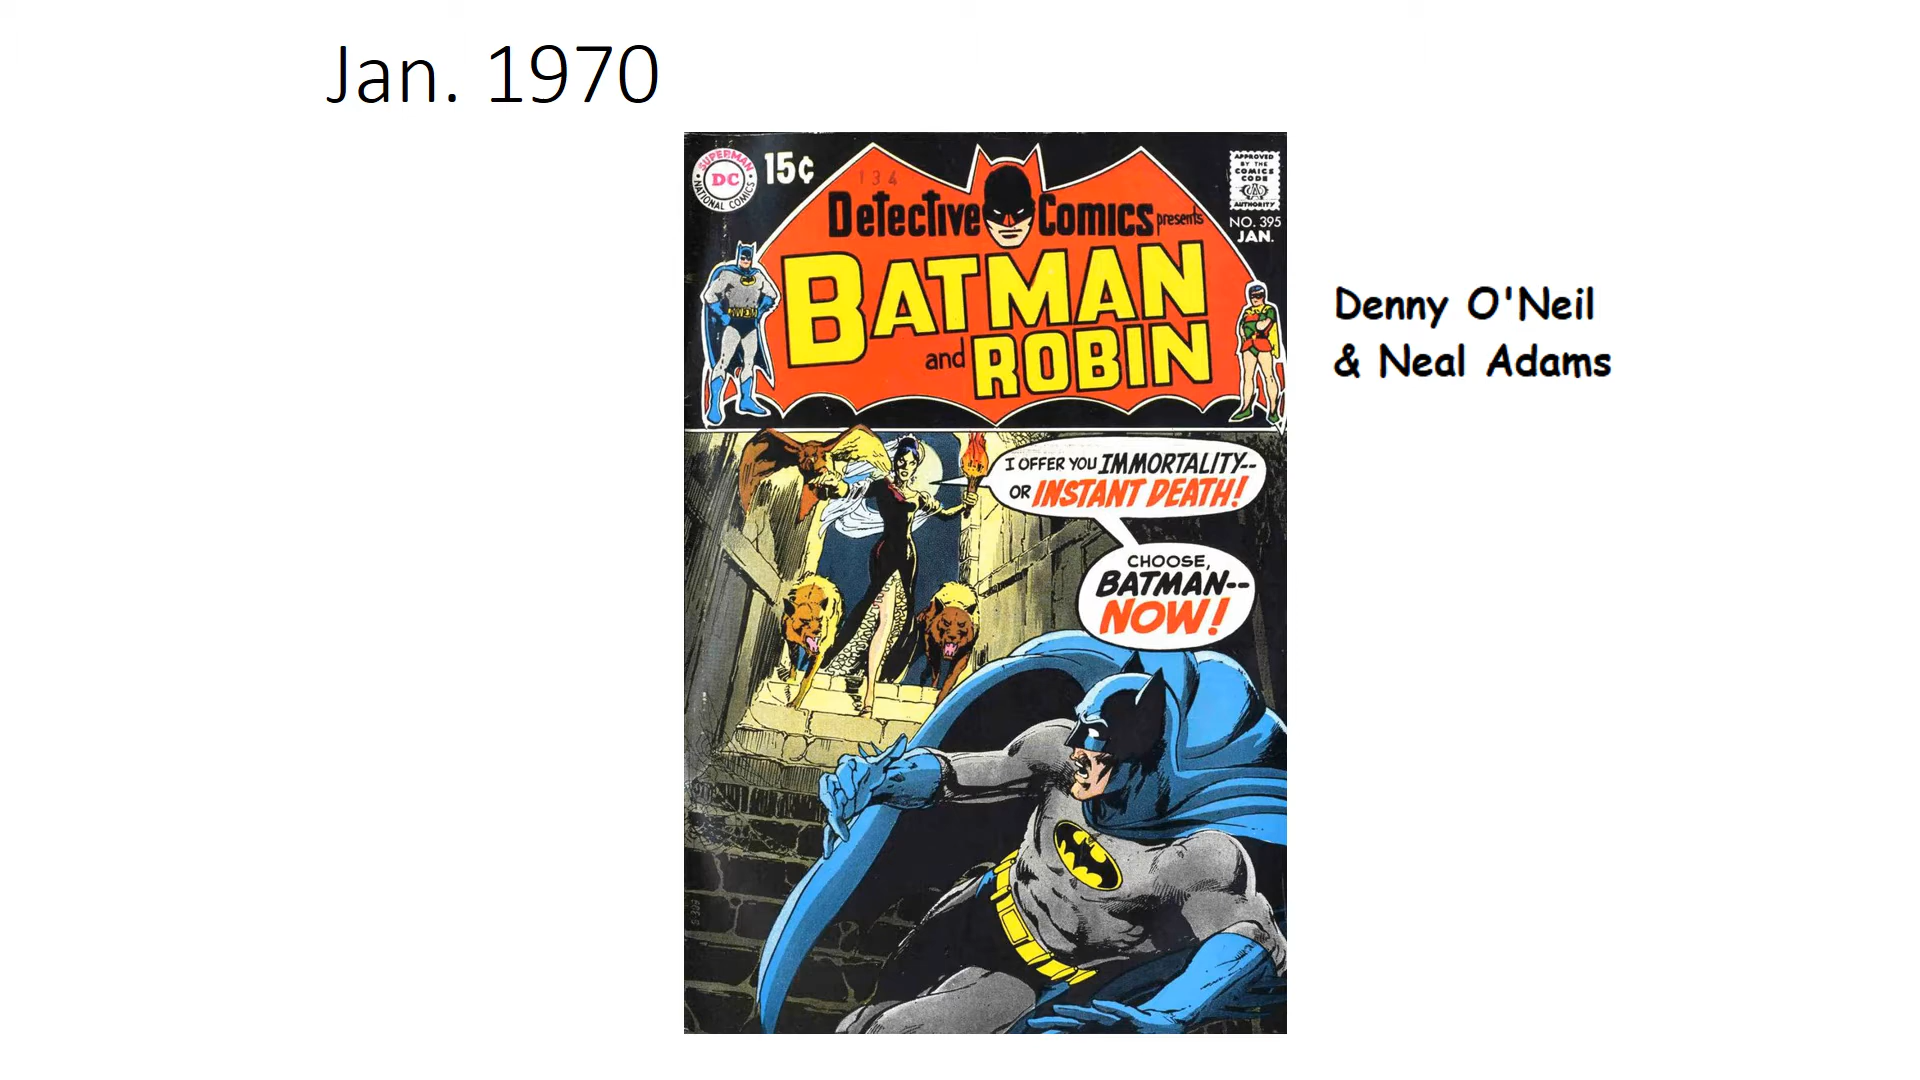 Jan. 1970
SUPERMAN
DC
NATIONAL COMICS
15¢
134
APPROVED
BY THE
COMICS
CODE
CA
AUTHORITY
NO. 395
JAN.
Detective Comics presents
BATMAN
and ROBIN
Denny O'Neil
& Neal Adams
I OFFER YOU IMMORTALITY--
OR INSTANT DEATH!
CHOOSE,
BATMAN--
NOW!